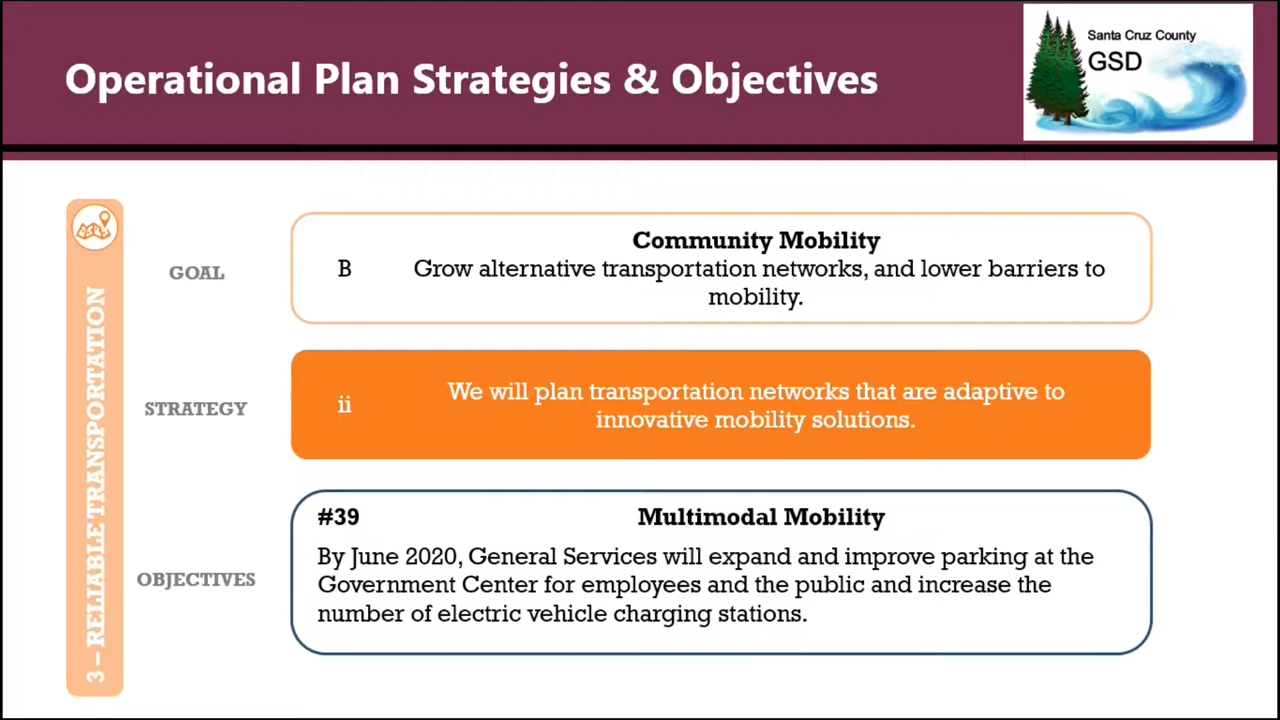 Operational Plan Strategies & Objectives
Santa Cruz County
GSD
3 – RELIABLE TRANSPORTATION
GOAL
B
Community Mobility
Grow alternative transportation networks, and lower barriers to
mobility.
STRATEGY
ii
We will plan transportation networks that are adaptive to
innovative mobility solutions.
OBJECTIVES
#39 Multimodal Mobility
By June 2020, General Services will expand and improve parking at the
Government Center for employees and the public and increase the
number of electric vehicle charging stations.